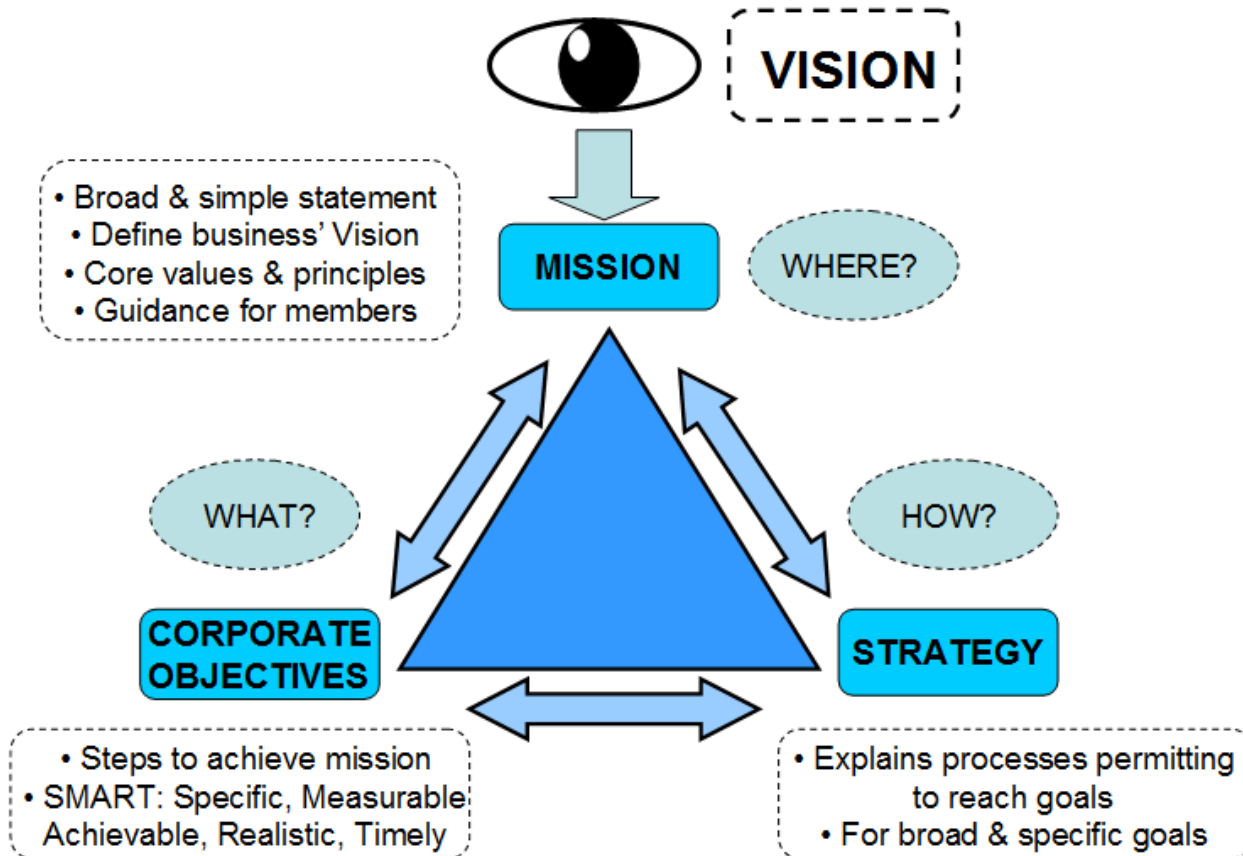 VISION
• Broad & simple statement
• Define business’ Vision
• Core values & principles
• Guidance for members
MISSION
WHERE?
WHAT?
HOW?
CORPORATE
OBJECTIVES
STRATEGY
• Steps to achieve mission
• SMART: Specific, Measurable
Achievable, Realistic, Timely
• Explains processes permitting
to reach goals
• For broad & specific goals